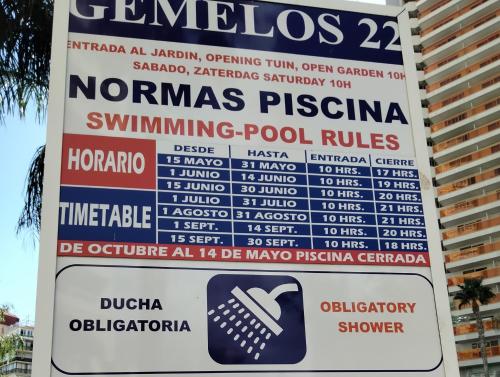 GEMELOS 22
ENTRADA AL JARDIN, OPENING TUIN, OPEN GARDEN 10H
SABADO, ZATERDAG SATURDAY 10H
NORMAS PISCINA
SWIMMING-POOL RULES
HORARIO
TIMETABLE
DESDE HASTA ENTRADA CIERRE
15 MAYO 31 MAYO 10 HRS. 17 HRS.
1 JUNIO 14 JUNIO 10 HRS. 19 HRS.
15 JUNIO 30 JUNIO 10 HRS. 20 HRS.
1 JULIO 31 JULIO 10 HRS. 21 HRS.
1 AGOSTO 31 AGOSTO 10 HRS. 21 HRS.
1 SEPT. 14 SEPT. 10 HRS. 20 HRS.
15 SEPT. 30 SEPT. 10 HRS. 18 HRS.
DE OCTUBRE AL 14 DE MAYO PISCINA CERRADA
DUCHA
OBLIGATORIA
OBLIGATORY
SHOWER